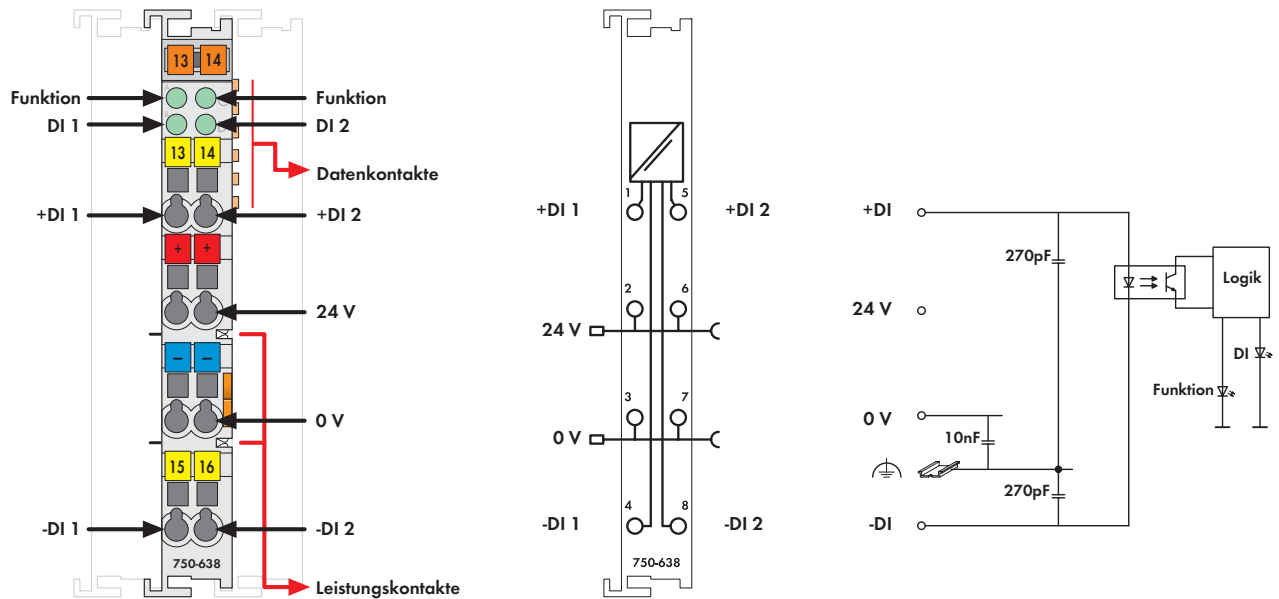 13 14
Funktion Funktion
DI 1 DI 2
13 14
Datenkontakte
+DI 1 +DI 2
+ +
24 V
– –
0 V
15 16
-DI 1 -DI 2
750-638
Leistungskontakte
1 5
+DI 1 +DI 2
2 6
24 V
3 7
0 V
4 8
-DI 1 -DI 2
750-638
+DI
270pF
Logik
24 V
DI
Funktion
0 V
10nF
270pF
-DI